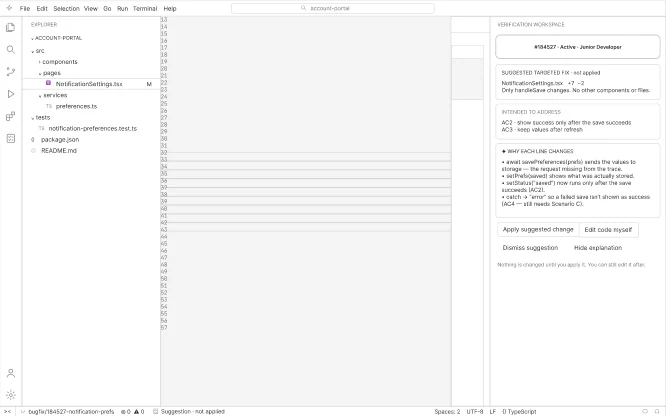 File Edit Selection View Go Run Terminal Help
account-portal
EXPLORER
ACCOUNT-PORTAL
src
components
pages
NotificationSettings.tsx M
services
TS preferences.ts
tests
TS notification-preferences.test.ts
{} package.json
README.md
13
14
15
16
17
18
19
20
21
22
23
24
25
26
27
28
29
30
31
32
33
34
35
36
37
38
39
40
41
42
43
44
45
46
47
48
49
50
51
52
53
54
55
56
57
VERIFICATION WORKSPACE
#184527 · Active · Junior Developer
SUGGESTED TARGETED FIX · not applied
NotificationSettings.tsx +7 −2
Only handleSave changes. No other components or files.
INTENDED TO ADDRESS
AC2 · show success only after the save succeeds
AC3 · keep values after refresh
✦ WHY EACH LINE CHANGES
• await savePreferences(prefs) sends the values to
storage — the request missing from the trace.
• setPrefs(saved) shows what was actually stored.
• setStatus("saved") now runs only after the save
succeeds (AC2).
• catch → "error" so a failed save isn't shown as success
(AC4 — still needs Scenario C).
Apply suggested change
Edit code myself
Dismiss suggestion
Hide explanation
Nothing is changed until you apply it. You can still edit it after.
>< bugfix/184527-notification-prefs 0 0 Suggestion · not applied
Spaces: 2 UTF-8 LF {} TypeScript